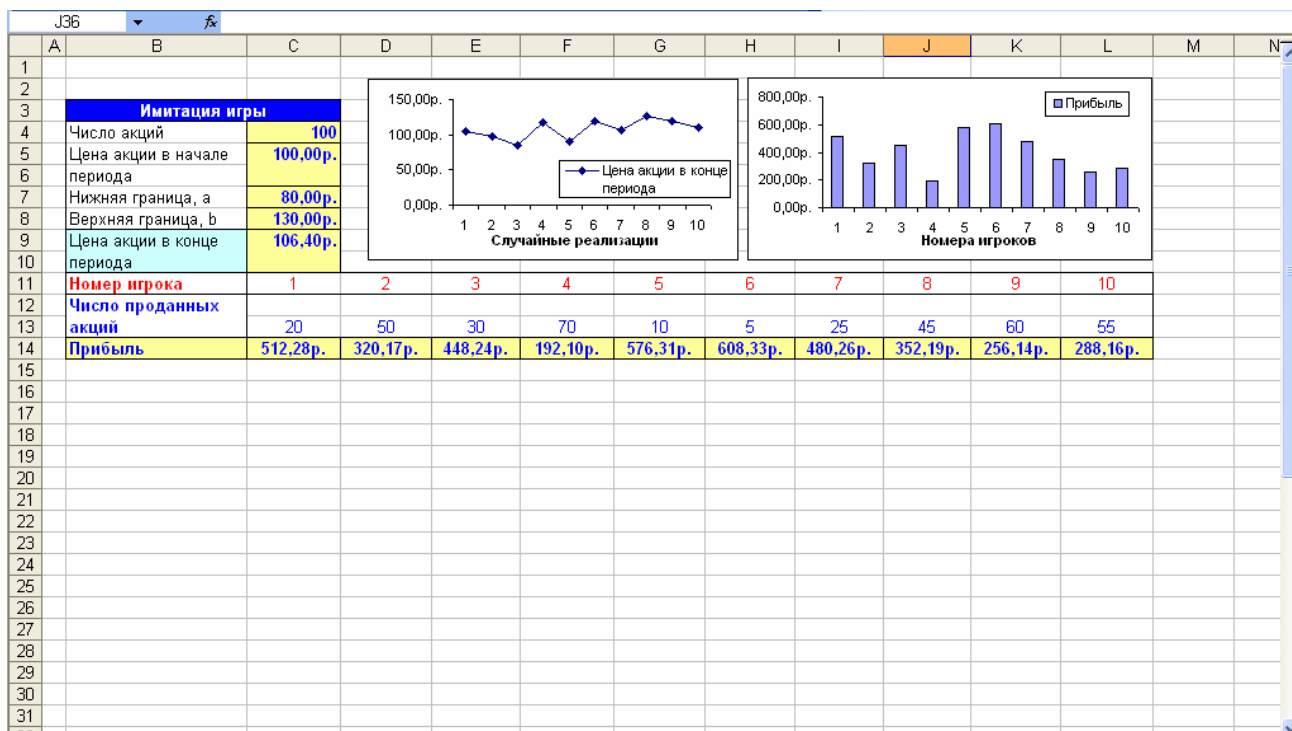 J36 fx
A B C D E F G H I J K L M N
1
2
3 Имитация игры
4 Число акций 100
5 Цена акции в начале 100,00р.
6 периода
7 Нижняя граница, a 80,00р.
8 Верхняя граница, b 130,00р.
9 Цена акции в конце 106,40р.
10 периода
150,00р.
100,00р.
50,00р.
0,00р.
Цена акции в конце
периода
1 2 3 4 5 6 7 8 9 10
Случайные реализации
800,00р.
600,00р.
400,00р.
200,00р.
0,00р.
Прибыль
1 2 3 4 5 6 7 8 9 10
Номера игроков
11 Номер игрока 1 2 3 4 5 6 7 8 9 10
12 Число проданных
13 акций 20 50 30 70 10 5 25 45 60 55
14 Прибыль 512,28р. 320,17р. 448,24р. 192,10р. 576,31р. 608,33р. 480,26р. 352,19р. 256,14р. 288,16р.
15
16
17
18
19
20
21
22
23
24
25
26
27
28
29
30
31